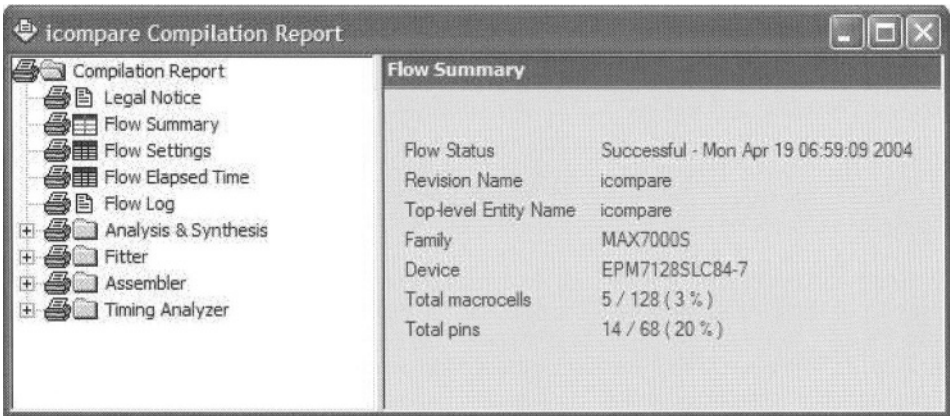 icompare Compilation Report
Compilation Report
Legal Notice
Flow Summary
Flow Settings
Flow Elapsed Time
Flow Log
Analysis & Synthesis
Fitter
Assembler
Timing Analyzer
Flow Summary
Flow Status Successful - Mon Apr 19 06:59:09 2004
Revision Name icompare
Top-level Entity Name icompare
Family MAX7000S
Device EPM7128SLC84-7
Total macrocells 5 / 128 ( 3 % )
Total pins 14 / 68 ( 20 % )